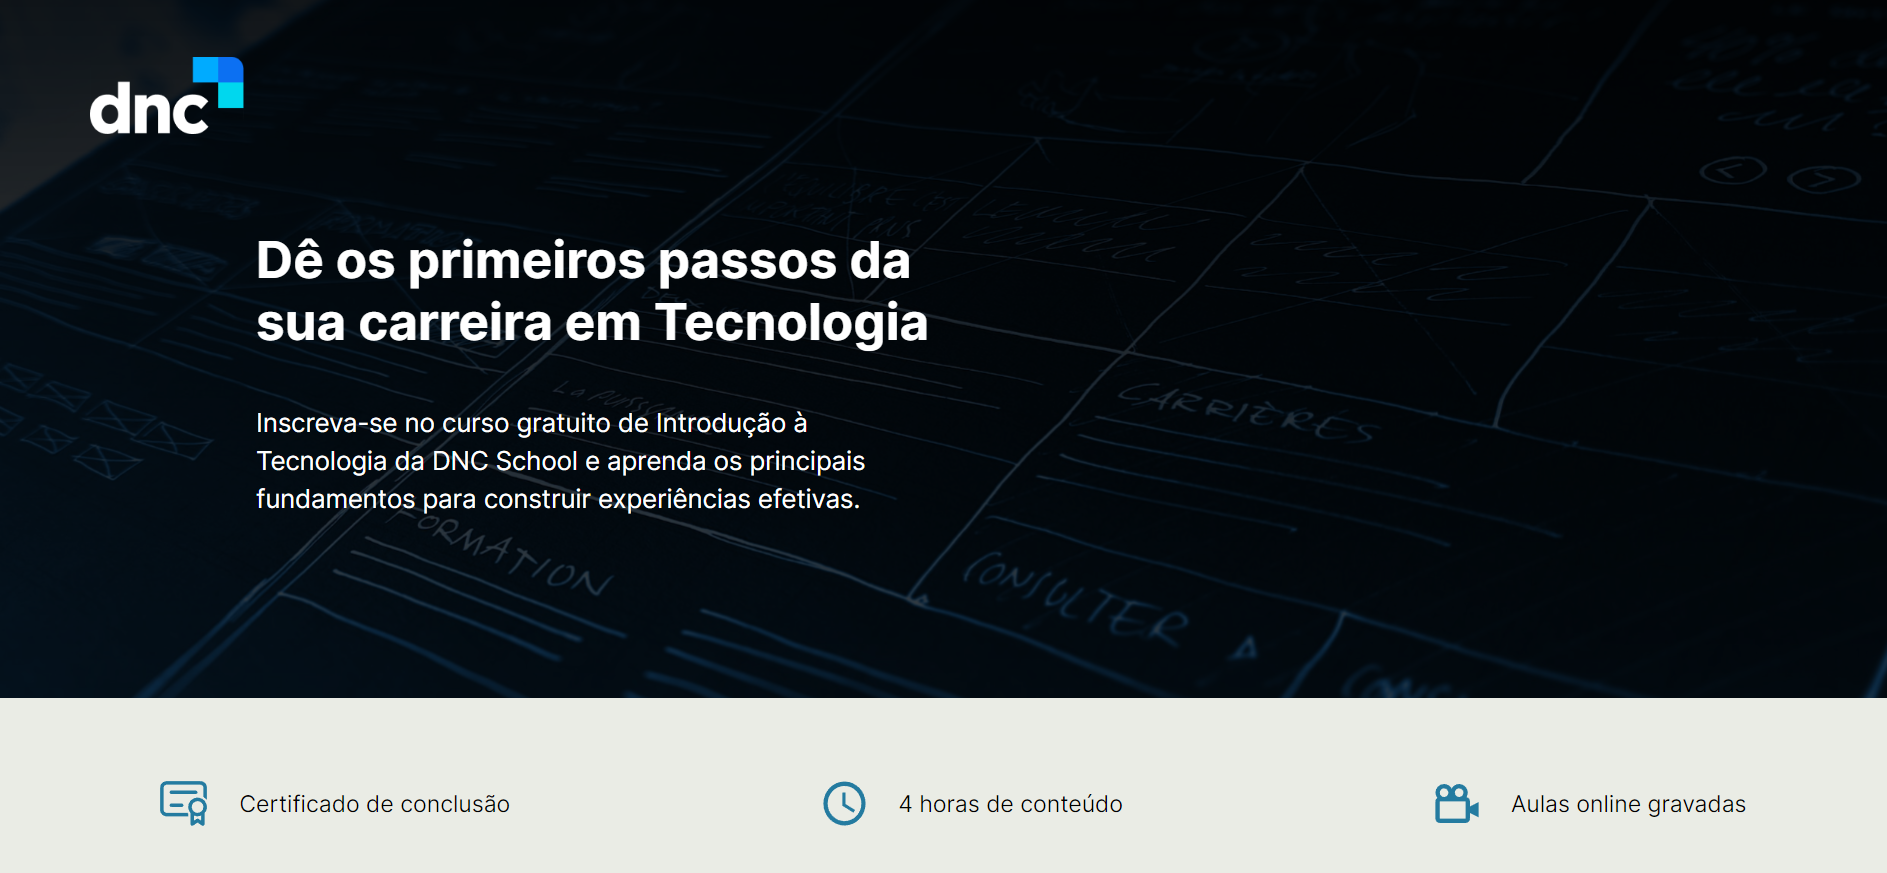 dnc
Dê os primeiros passos da
sua carreira em Tecnologia
Inscreva-se no curso gratuito de Introdução à
Tecnologia da DNC School e aprenda os principais
fundamentos para construir experiências efetivas.
CARRIÈRES
FORMATION
CONSULTER
Certificado de conclusão
4 horas de conteúdo
Aulas online gravadas